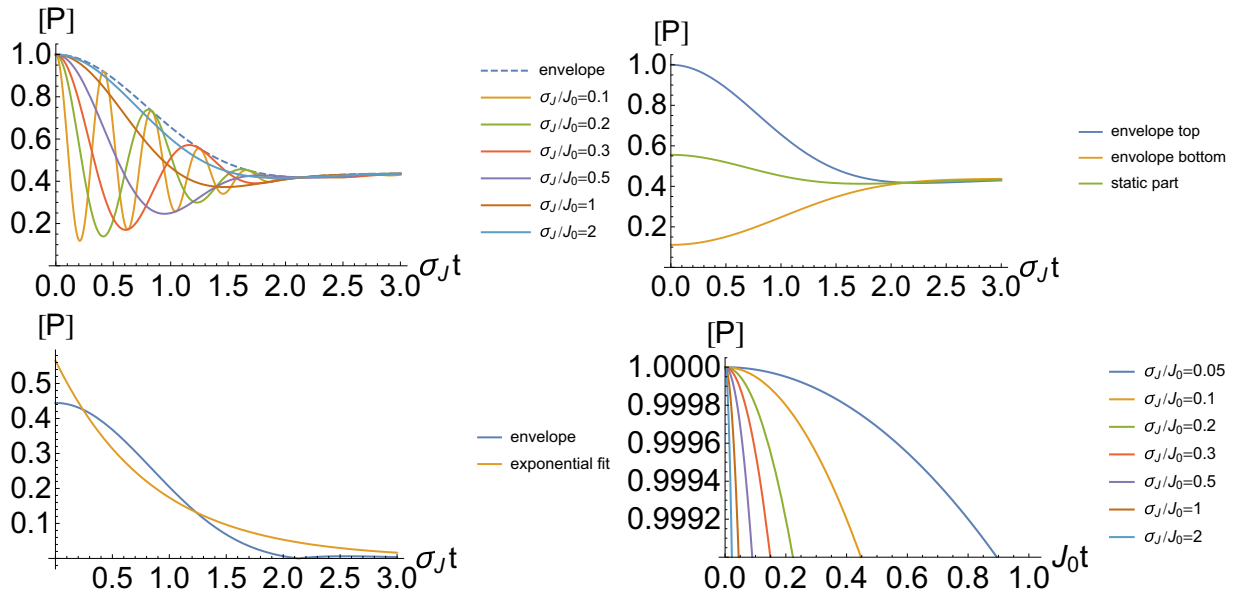 [P]
1.0
0.8
0.6
0.4
0.2
0.0 0.5 1.0 1.5 2.0 2.5 3.0
σJ t
envelope
σJ/J0=0.1
σJ/J0=0.2
σJ/J0=0.3
σJ/J0=0.5
σJ/J0=1
σJ/J0=2
[P]
1.0
0.8
0.6
0.4
0.2
0.0 0.5 1.0 1.5 2.0 2.5 3.0
σJ t
envelope top
envolope bottom
static part
[P]
0.5
0.4
0.3
0.2
0.1
0.5 1.0 1.5 2.0 2.5 3.0
σJ t
envelope
exponential fit
[P]
1.0000
0.9998
0.9996
0.9994
0.9992
0.0 0.2 0.4 0.6 0.8 1.0
J0t
σJ/J0=0.05
σJ/J0=0.1
σJ/J0=0.2
σJ/J0=0.3
σJ/J0=0.5
σJ/J0=1
σJ/J0=2